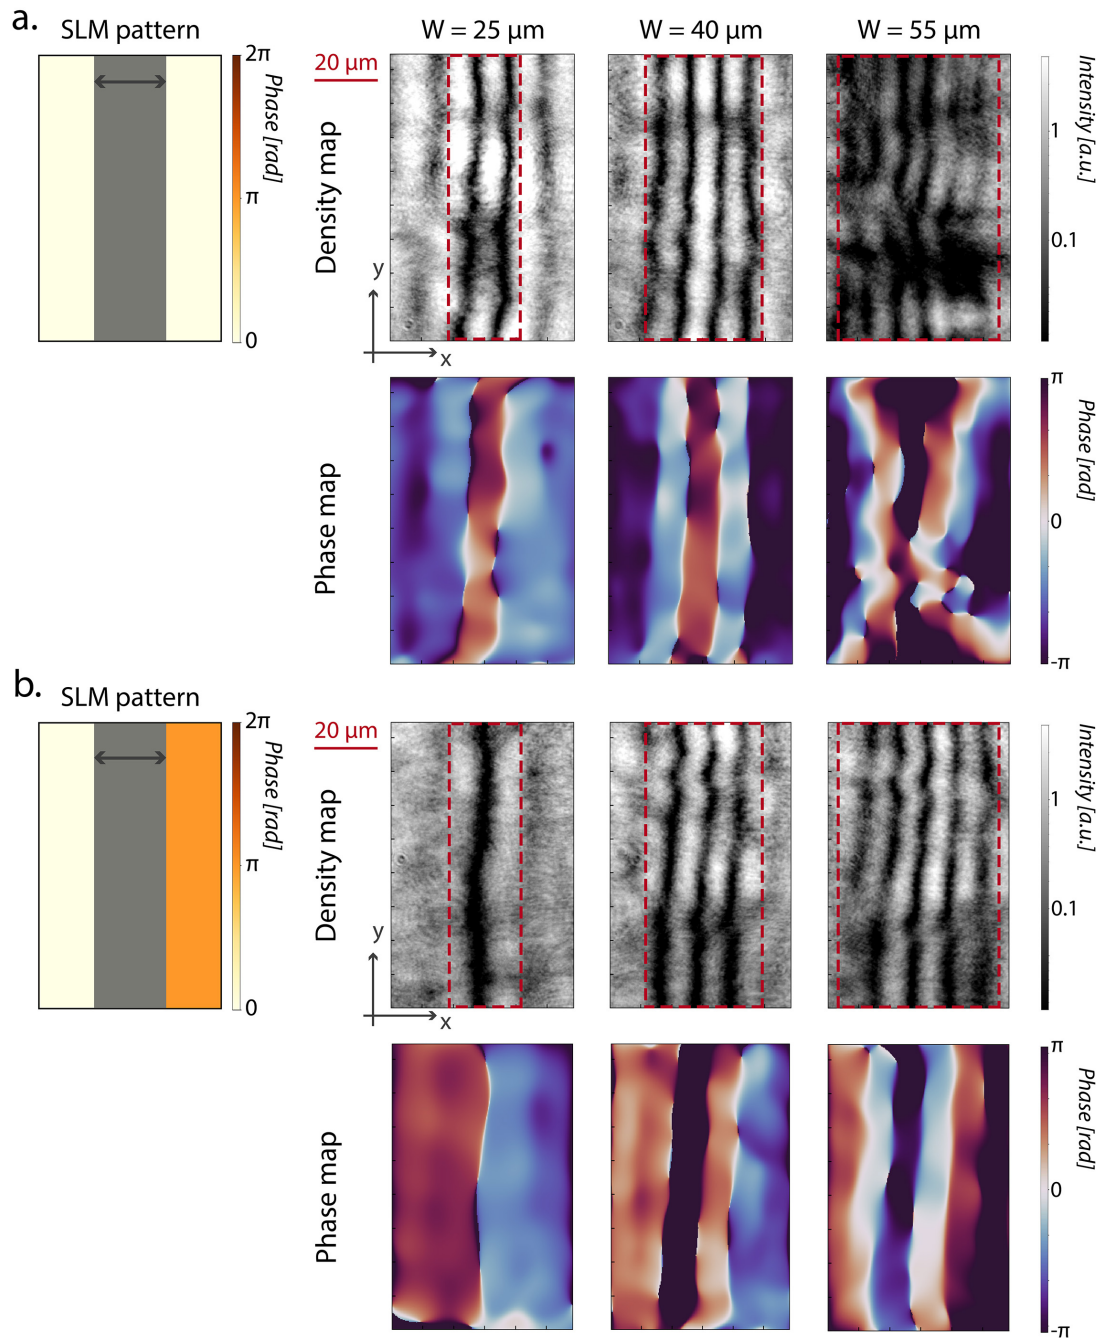 a.
SLM pattern
2π
π
0
Phase [rad]
W = 25 μm
W = 40 μm
W = 55 μm
20 μm
Density map
y
x
Intensity [a.u.]
1
0.1
Phase map
π
0
-π
Phase [rad]
b.
SLM pattern
2π
π
0
Phase [rad]
20 μm
Density map
y
x
Intensity [a.u.]
1
0.1
Phase map
π
0
-π
Phase [rad]